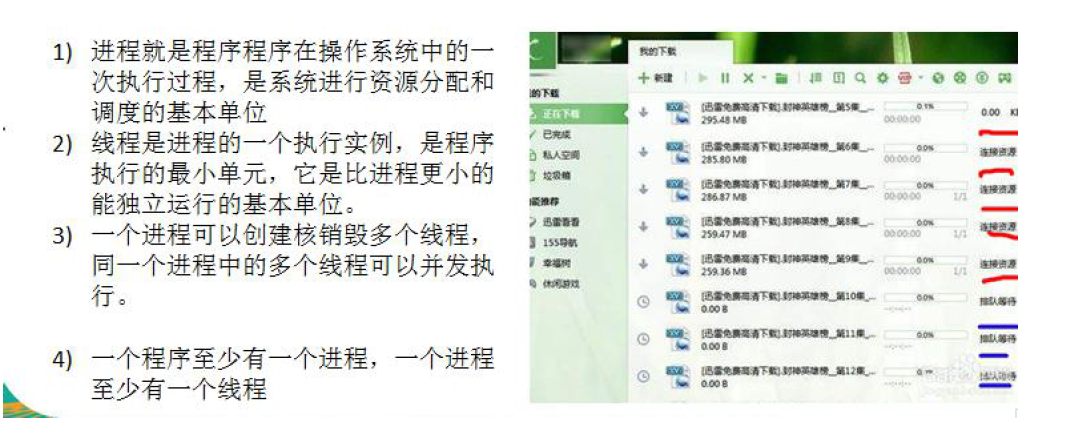 1) 进程就是程序程序在操作系统中的一
次执行过程，是系统进行资源分配和
调度的基本单位
2) 线程是进程的一个执行实例，是程序
执行的最小单元，它是比进程更小的
能独立运行的基本单位。
3) 一个进程可以创建核销毁多个线程，
同一个进程中的多个线程可以并发执
行。
4) 一个程序至少有一个进程，一个进程
至少有一个线程
我的下载
新建
的下载
正在下载
已完成
私人空间
垃圾箱
能推荐
迅雷看看
155导航
幸福树
休闲游戏
[迅雷免费高清下载].封神英雄榜__第5集_...
295.48 MB
0.1%
00:00:00
0.00 K
[迅雷免费高清下载].封神英雄榜__第6集_...
285.80 MB
0.0%
00:00:00
连接资源
[迅雷免费高清下载].封神英雄榜__第7集_...
286.87 MB
0.0%
00:00:00 1/1
连接资源
[迅雷免费高清下载].封神英雄榜__第8集_...
259.47 MB
0.0%
00:00:00 1/1
连接资源
[迅雷免费高清下载].封神英雄榜__第9集_...
259.36 MB
0.0%
00:00:00 1/1
连接资源
[迅雷免费高清下载].封神英雄榜__第10集_...
0.00 B
0.0%
--:--:--
排队等待
[迅雷免费高清下载].封神英雄榜__第11集_...
0.00 B
0.0%
--:--:--
排队等待
[迅雷免费高清下载].封神英雄榜__第12集_...
0.00 B
--:--:--
排队等待